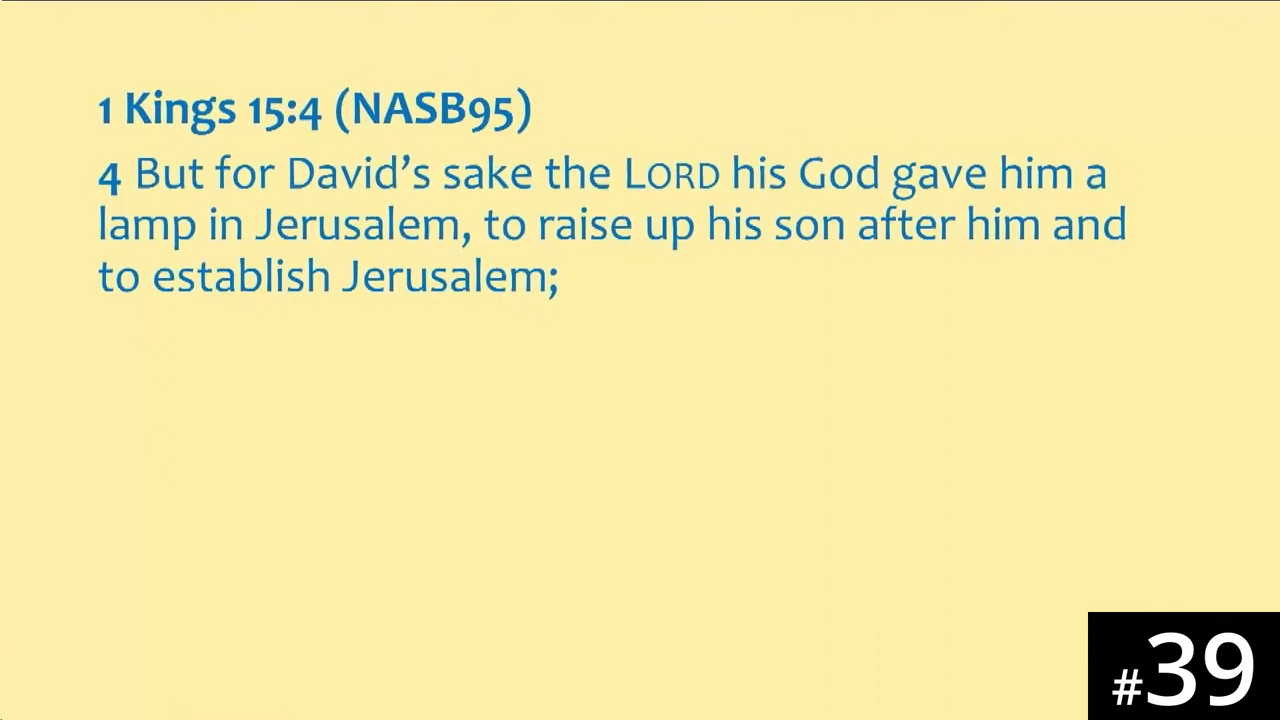 1 Kings 15:4 (NASB95)
4 But for David’s sake the LORD his God gave him a
lamp in Jerusalem, to raise up his son after him and
to establish Jerusalem;
#39